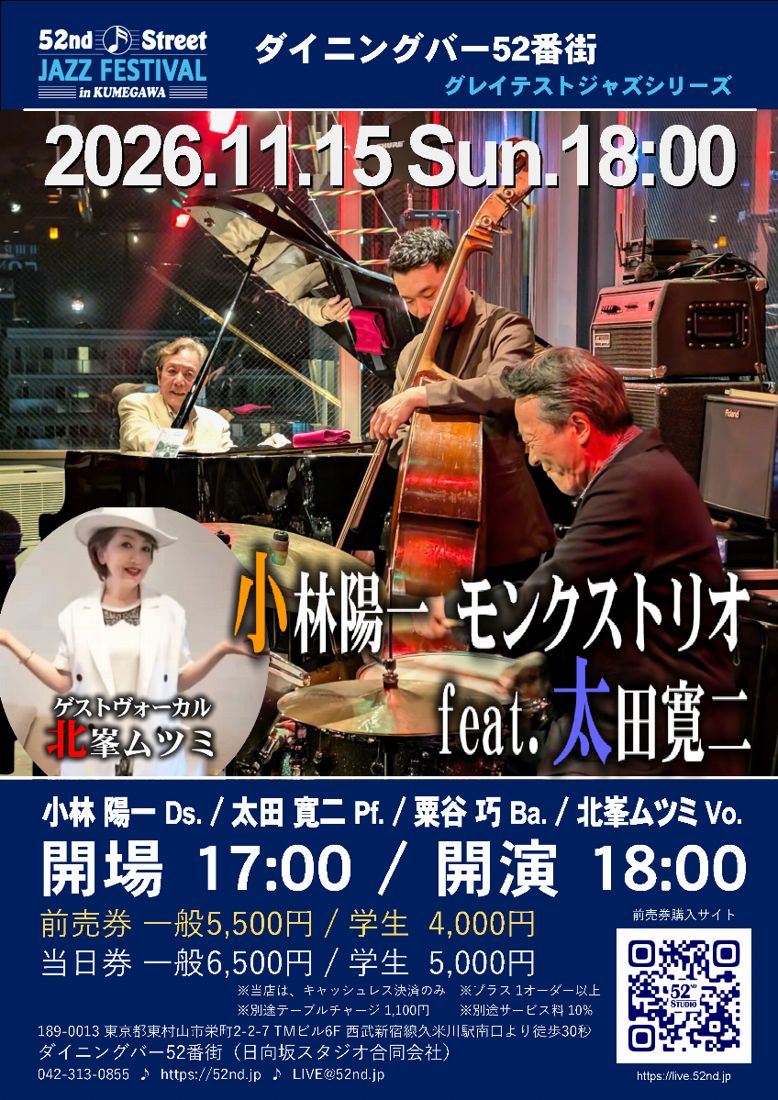 52nd Street
JAZZ FESTIVAL
in KUMEGAWA
ダイニングバー52番街
グレイテストジャズシリーズ
2026.11.15 Sun.18:00
Roland
小林陽一 モンクストリオ
feat. 太田寛二
ゲストヴォーカル
北峯ムツミ
小林 陽一 Ds. / 太田 寛二 Pf. / 粟谷 巧 Ba. / 北峯ムツミ Vo.
開場 17:00 / 開演 18:00
前売券 一般5,500円 / 学生 4,000円
当日券 一般6,500円 / 学生 5,000円
※当店は、キャッシュレス決済のみ ※プラス 1オーダー以上
※別途テーブルチャージ 1,100円 ※別途サービス料 10%
189-0013 東京都東村山市栄町2-2-7 TMビル6F 西武新宿線久米川駅南口より徒歩30秒
ダイニングバー52番街（日向坂スタジオ合同会社）
042-313-0855 ♪ https://52nd.jp ♪ LIVE@52nd.jp
前売券購入サイト
52ND
STUDIO
https://live.52nd.jp